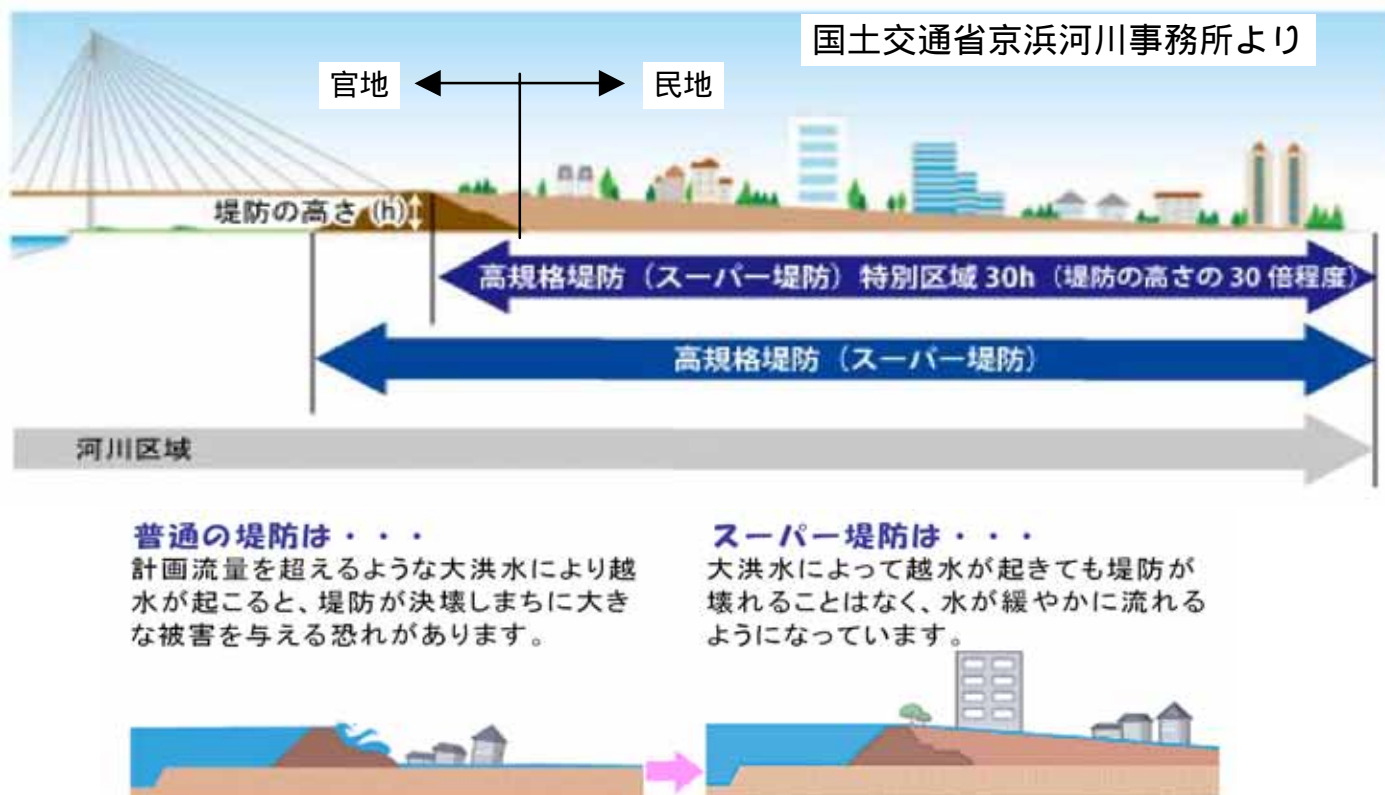 国土交通省京浜河川事務所より
官地
民地
堤防の高さ (h)
高規格堤防（スーパー堤防）特別区域 30h（堤防の高さの 30 倍程度）
高規格堤防（スーパー堤防）
河川区域
普通の堤防は・・・
計画流量を超えるような大洪水により越
水が起こると、堤防が決壊しまちに大き
な被害を与える恐れがあります。
スーパー堤防は・・・
大洪水によって越水が起きても堤防が
壊れることはなく、水が緩やかに流れる
ようになっています。